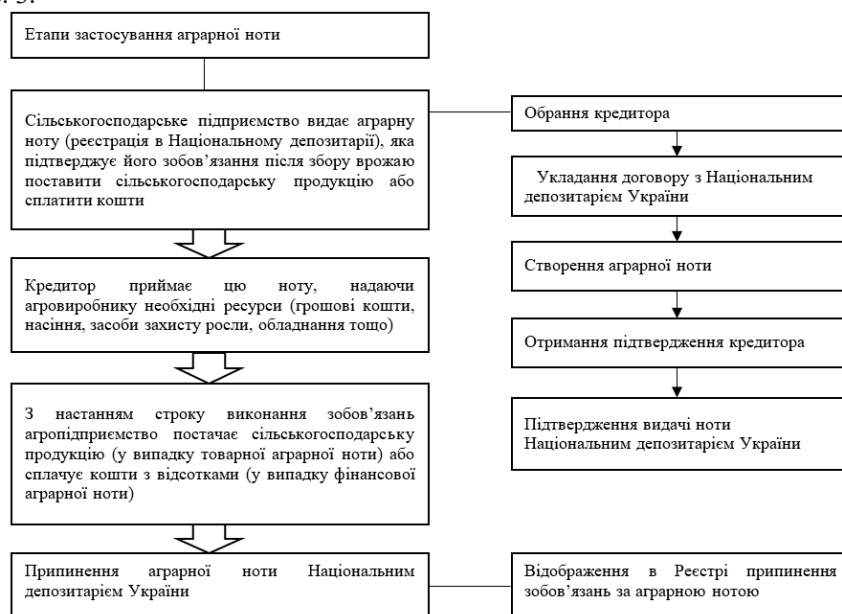 Етапи застосування аграрної ноти
Сільськогосподарське підприємство видає аграрну
ноту (реєстрація в Національному депозитарії), яка
підтверджує його зобов’язання після збору врожаю
поставити сільськогосподарську продукцію або
сплатити кошти
Кредитор приймає цю ноту, надаючи
агровиробнику необхідні ресурси (грошові кошти,
насіння, засоби захисту росли, обладнання тощо)
З настанням строку виконання зобов’язань
агропідприємство постачає сільськогосподарську
продукцію (у випадку товарної аграрної ноти) або
сплачує кошти з відсотками (у випадку фінансової
аграрної ноти)
Припинення аграрної ноти Національним
депозитарієм України
Обрання кредитора
Укладання договору з Національним
депозитарієм України
Створення аграрної ноти
Отримання підтвердження кредитора
Підтвердження видачі ноти
Національним депозитарієм України
Відображення в Реєстрі припинення
зобов’язань за аграрною нотою